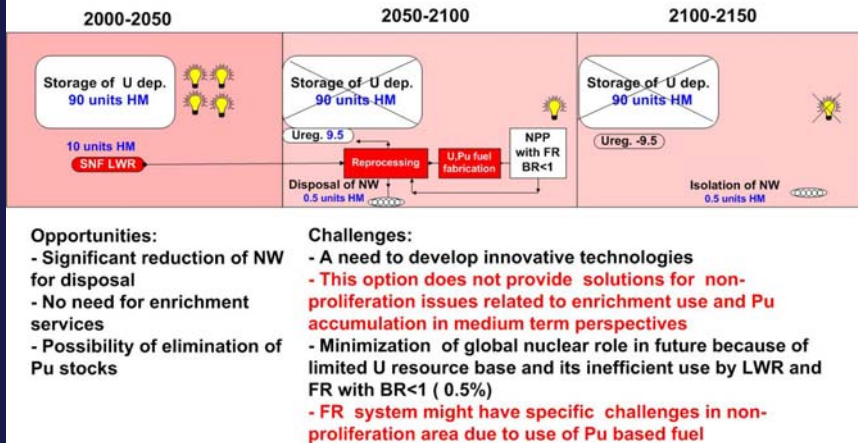 2000-2050
2050-2100
2100-2150
Storage of U dep.
90 units HM
10 units HM
SNF LWR
Storage of U dep.
90 units HM
Ureg. 9.5
Reprocessing
U,Pu fuel
fabrication
NPP
with FR
BR<1
Disposal of NW
0.5 units HM
Storage of U dep.
90 units HM
Ureg. -9.5
Isolation of NW
0.5 units HM
Opportunities:
- Significant reduction of NW
for disposal
- No need for enrichment
services
- Possibility of elimination of
Pu stocks
Challenges:
- A need to develop innovative technologies
- This option does not provide solutions for non-
proliferation issues related to enrichment use and Pu
accumulation in medium term perspectives
- Minimization of global nuclear role in future because of
limited U resource base and its inefficient use by LWR and
FR with BR<1 ( 0.5%)
- FR system might have specific challenges in non-
proliferation area due to use of Pu based fuel